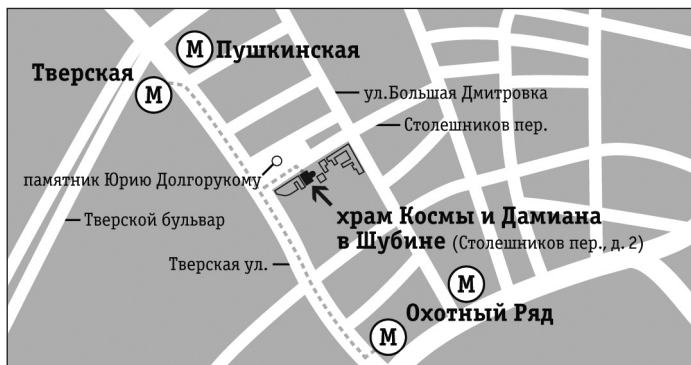 М Пушкинская
Тверская
М
ул.Большая Дмитровка
Столешников пер.
памятник Юрию Долгорукому
Тверской бульвар
храм Космы и Дамиана
в Шубине (Столешников пер., д. 2)
Тверская ул.
М
Охотный Ряд
М